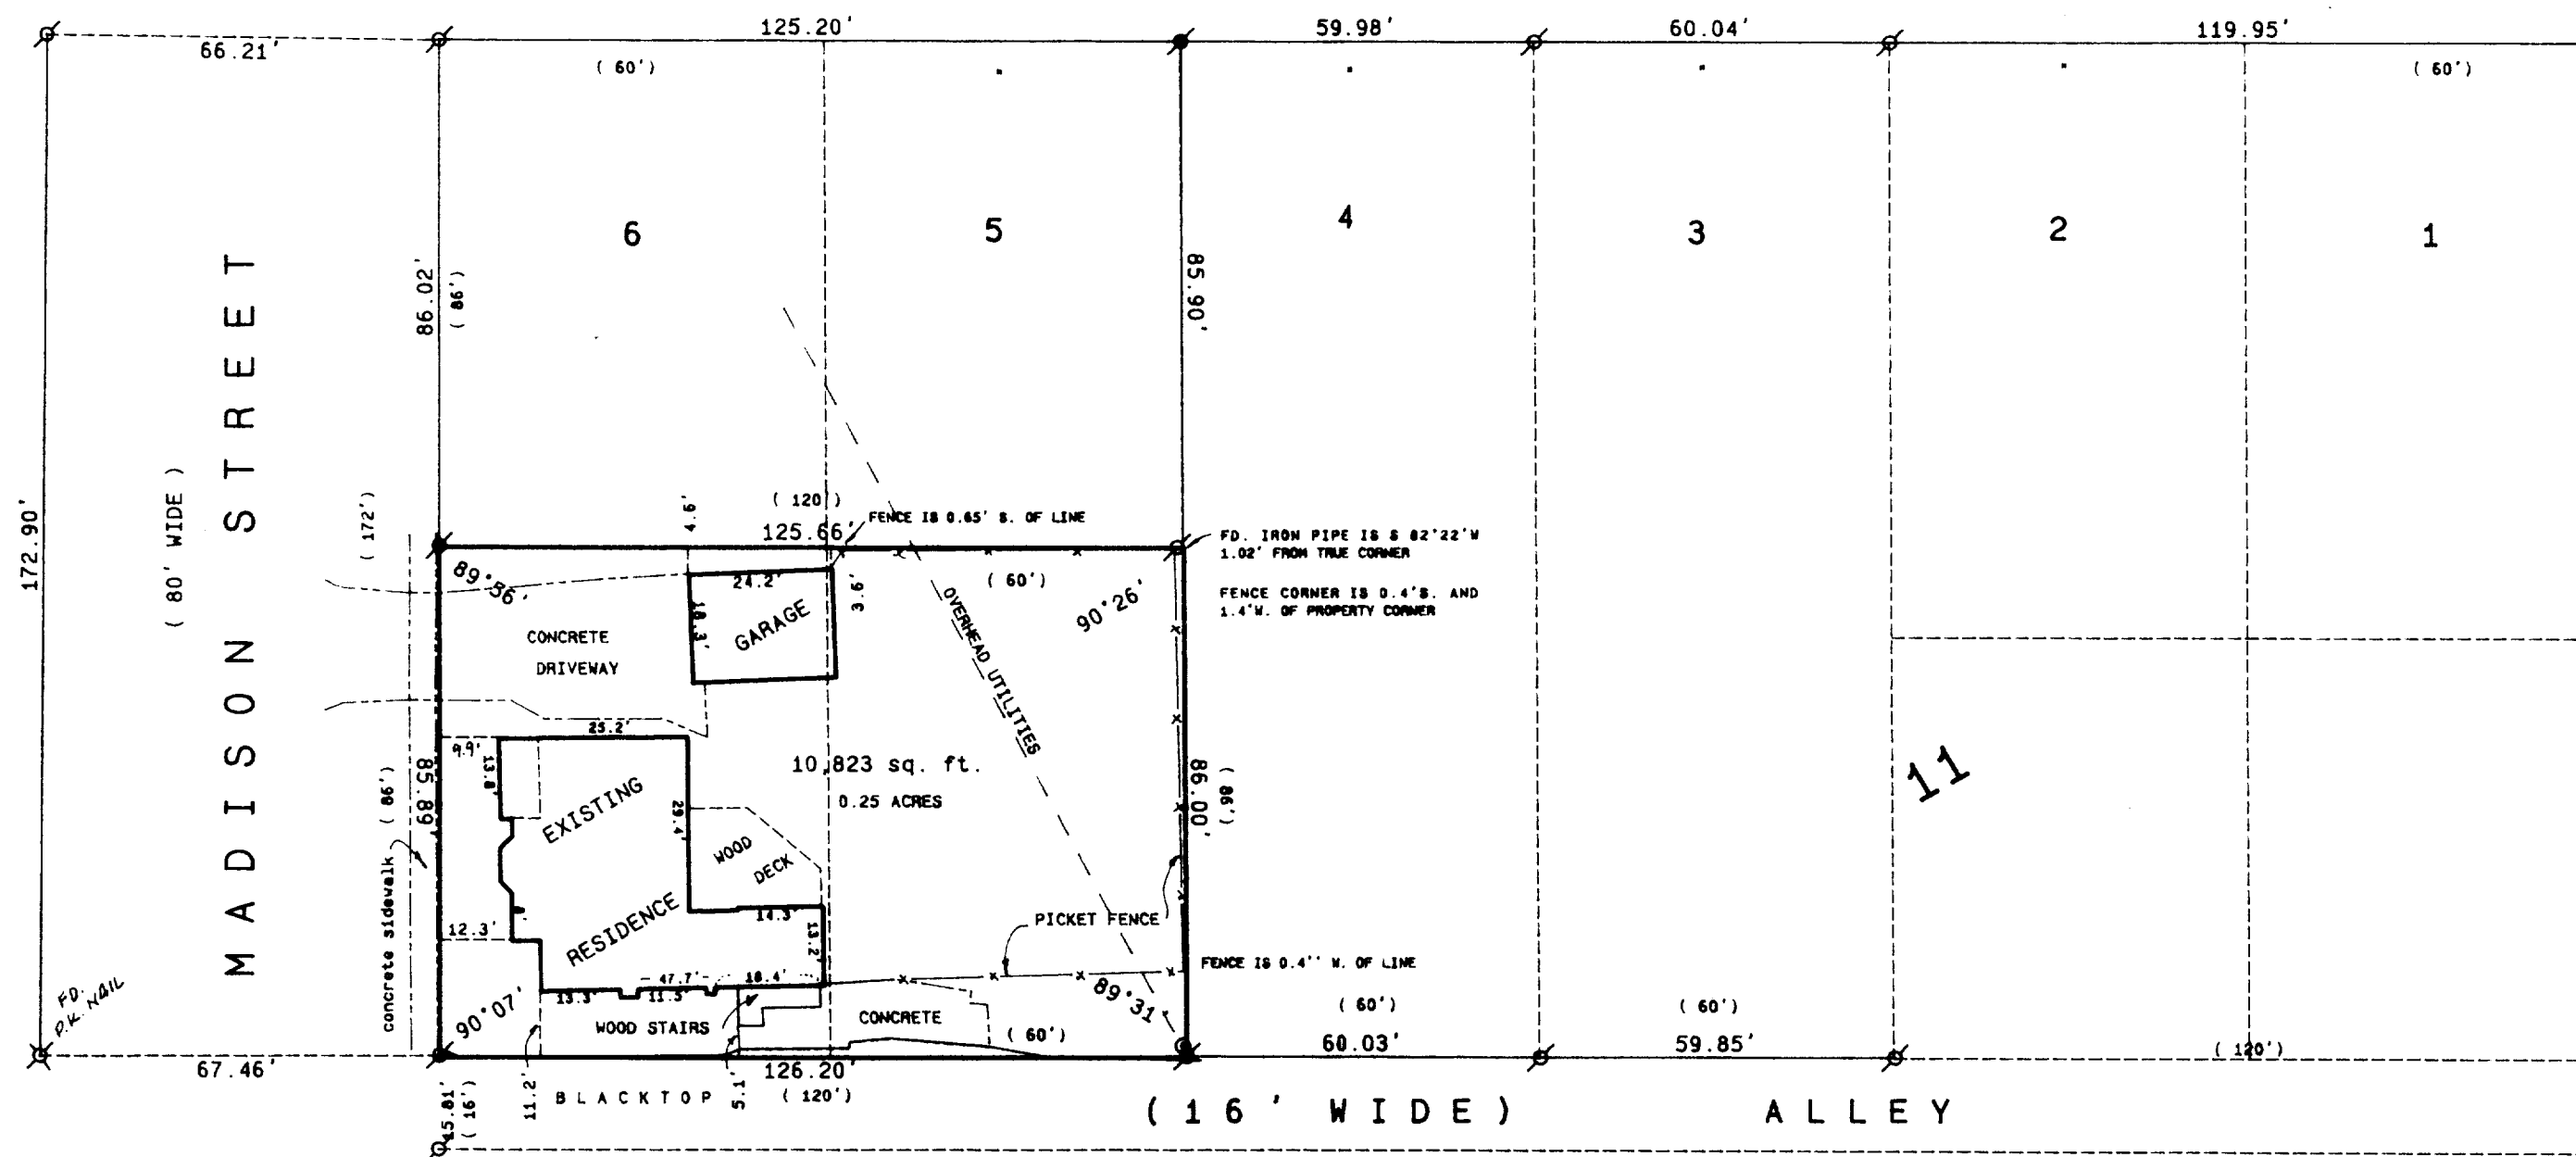 125.20'
59.98'
60.04'
119.95'
66.21'
( 60')
( 60')
6
5
4
3
2
1
86.02'
( 86')
85.90'
MADISON STREET
( 80' WIDE )
172.90'
( 172')
4.6'
( 120')
125.66'
FENCE IS 0.65' S. OF LINE
FD. IRON PIPE IS S 82°22'W
1.02' FROM TRUE CORNER
FENCE CORNER IS 0.4'S. AND
1.4'W. OF PROPERTY CORNER
89°56'
24.2'
18.3'
GARAGE
3.6'
( 60')
90°26'
CONCRETE
DRIVEWAY
OVERHEAD UTILITIES
25.2'
9.9'
13.8'
85.89'
( 86')
concrete sidewalk
EXISTING
RESIDENCE
29.4'
10,823 sq. ft.
0.25 ACRES
WOOD
DECK
86.00'
( 86')
11
14.3'
13.2'
12.3'
PICKET FENCE
FENCE IS 0.4'' W. OF LINE
47.7'
18.4'
13.3'
11.5'
90°07'
WOOD STAIRS
CONCRETE
( 60')
89°31'
( 60')
( 60')
FD.
P.K. NAIL
67.46'
126.20'
( 120')
60.03'
59.85'
( 120')
15.81'
( 16')
11.2'
BLACKTOP
5.1'
(16' WIDE) ALLEY